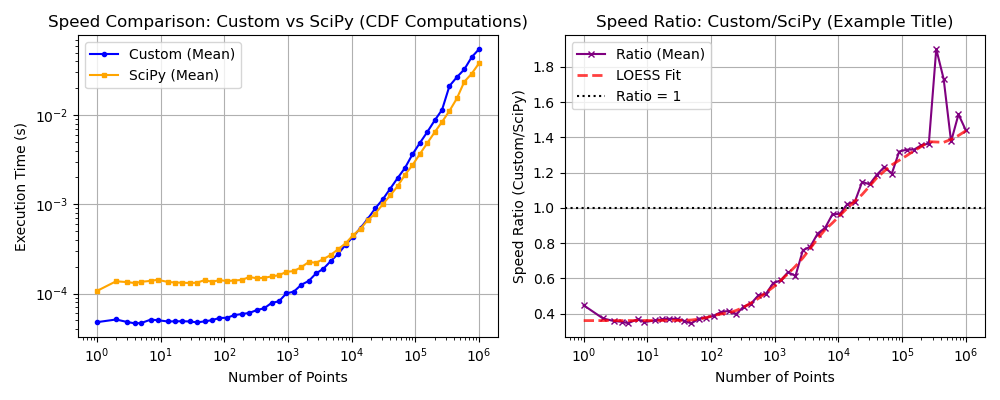 Speed Comparison: Custom vs SciPy (CDF Computations)
Custom (Mean)
SciPy (Mean)
Execution Time (s)
10⁻²
10⁻³
10⁻⁴
10⁰ 10¹ 10² 10³ 10⁴ 10⁵ 10⁶
Number of Points
Speed Ratio: Custom/SciPy (Example Title)
Ratio (Mean)
LOESS Fit
Ratio = 1
Speed Ratio (Custom/SciPy)
1.8
1.6
1.4
1.2
1.0
0.8
0.6
0.4
10⁰ 10¹ 10² 10³ 10⁴ 10⁵ 10⁶
Number of Points